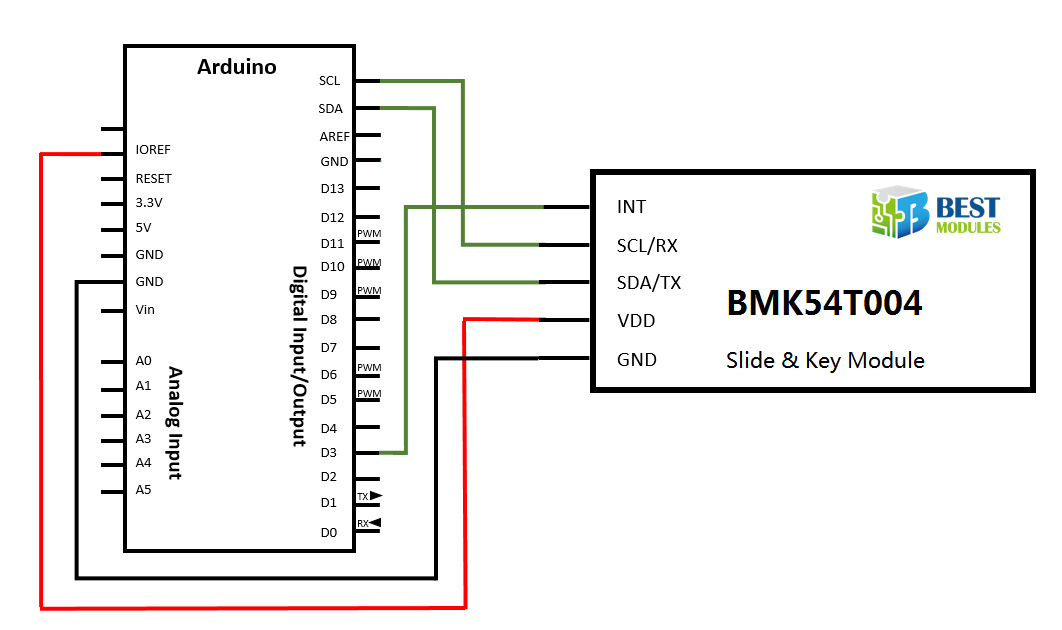 Arduino
SCL
SDA
AREF
GND
D13
D12
PWM
D11
PWM
D10
PWM
D9
D8
D7
PWM
D6
PWM
D5
D4
D3
D2
TX
D1
RX
D0
Digital Input/Output
IOREF
RESET
3.3V
5V
GND
GND
Vin
A0
A1
A2
A3
A4
A5
Analog Input
INT
SCL/RX
SDA/TX
VDD
GND
BEST
MODULES
BMK54T004
Slide & Key Module